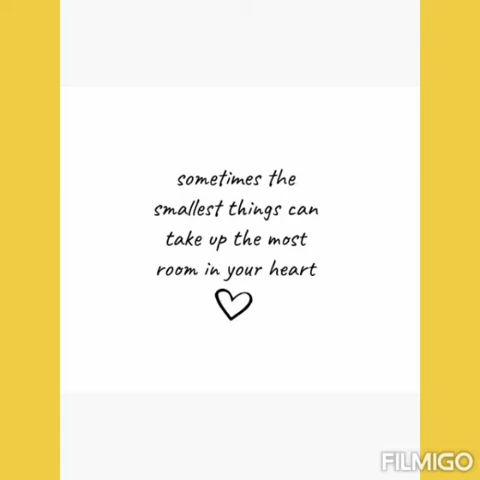 sometimes the
smallest things can
take up the most
room in your heart
FILMIGO